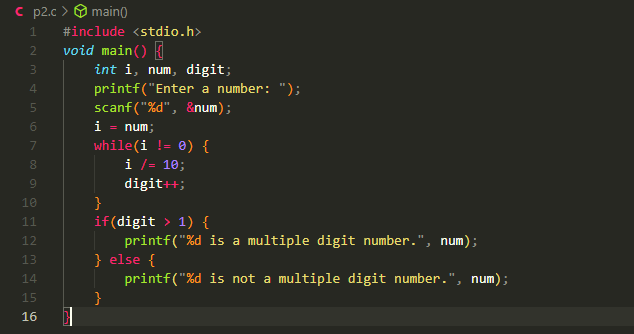 C p2.c > main()
1 #include <stdio.h>
2 void main() {
3     int i, num, digit;
4     printf("Enter a number: ");
5     scanf("%d", &num);
6     i = num;
7     while(i != 0) {
8         i /= 10;
9         digit++;
10     }
11     if(digit > 1) {
12         printf("%d is a multiple digit number.", num);
13     } else {
14         printf("%d is not a multiple digit number.", num);
15     }
16 }